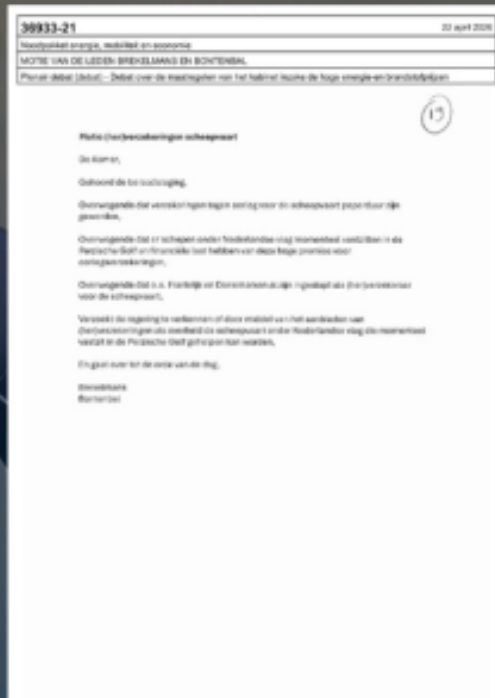 36933-21
22 april 2026
Noodpakket energie, mobiliteit en economie
MOTIE VAN DE LEDEN BREKELMANS EN BONTENBAL
Plenair debat (debat) - Debat over de maatregelen van het kabinet inzake de hoge energie- en brandstofprijzen
Motie (her)verzekeringen scheepvaart
De Kamer,
Gehoord de beraadslaging,
Overwegende dat verzekeringen tegen oorlog voor de scheepvaart peperduur zijn
geworden,
Overwegende dat er schepen onder Nederlandse vlag momenteel vastzitten in de
Perzische Golf en financiële last hebben van deze hoge premies voor
oorlogsverzekeringen,
Overwegende dat o.a. Frankrijk en Denemarken al zijn ingestapt als (her)verzekeraar
voor de scheepvaart,
Verzoekt de regering te verkennen of door middel van het aanbieden van
(her)verzekeringen als overheid de scheepvaart onder Nederlandse vlag die momenteel
vastzit in de Perzische Golf geholpen kan worden,
En gaat over tot de orde van de dag,
Brekelmans
Bontenbal